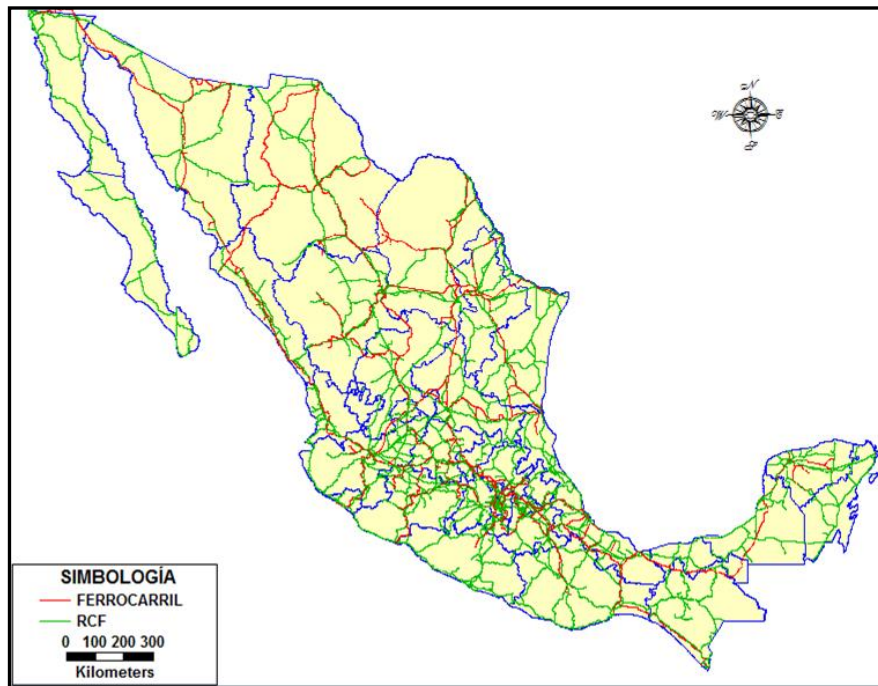 N
E
S
SIMBOLOGÍA
FERROCARRIL
RCF
0 100 200 300
Kilometers